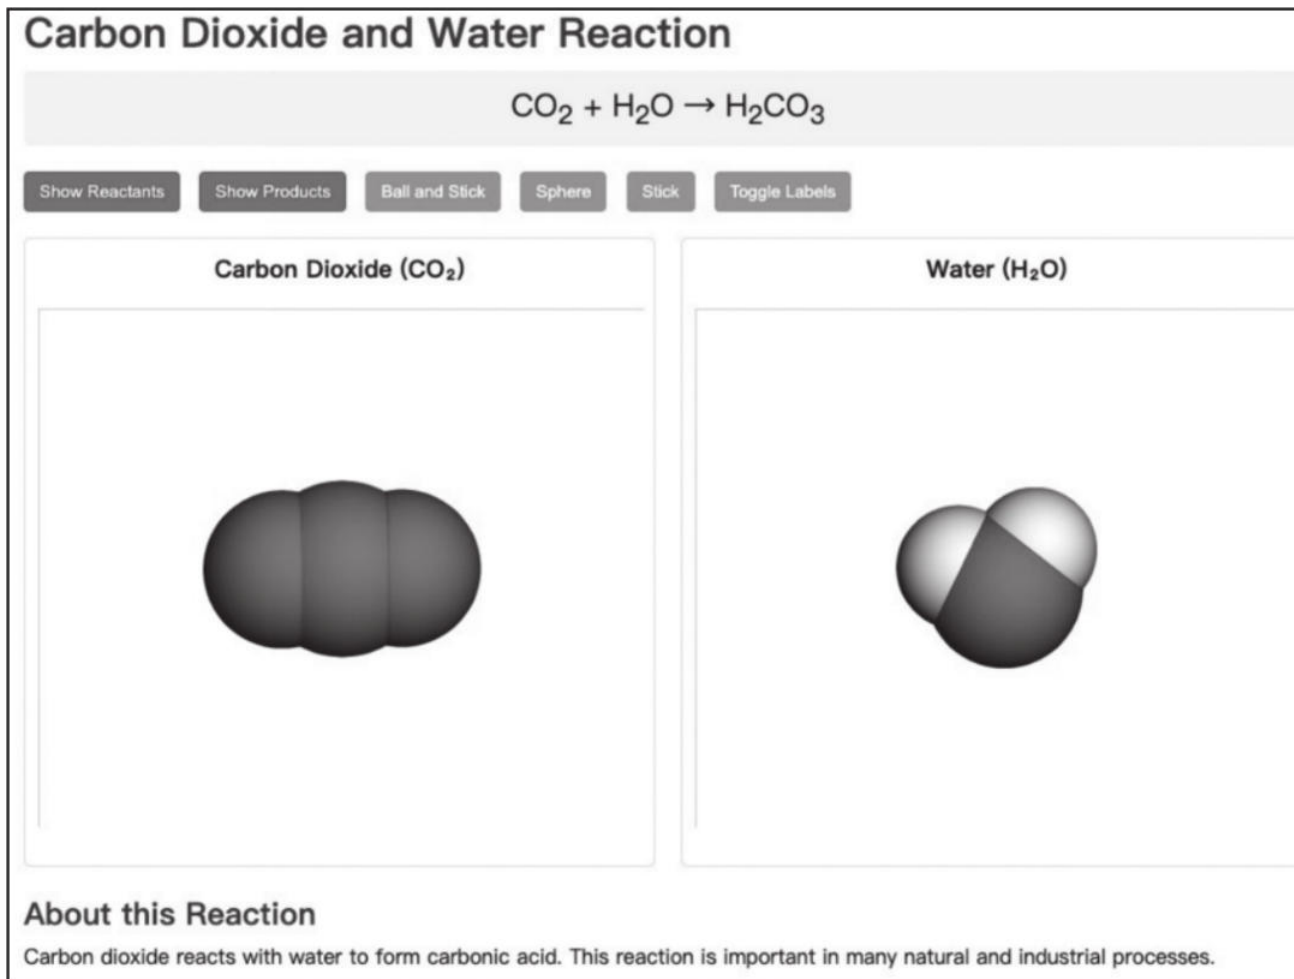 Carbon Dioxide and Water Reaction
CO₂ + H₂O → H₂CO₃
Show Reactants Show Products Ball and Stick Sphere Stick Toggle Labels
Carbon Dioxide (CO₂) Water (H₂O)
About this Reaction
Carbon dioxide reacts with water to form carbonic acid. This reaction is important in many natural and industrial processes.